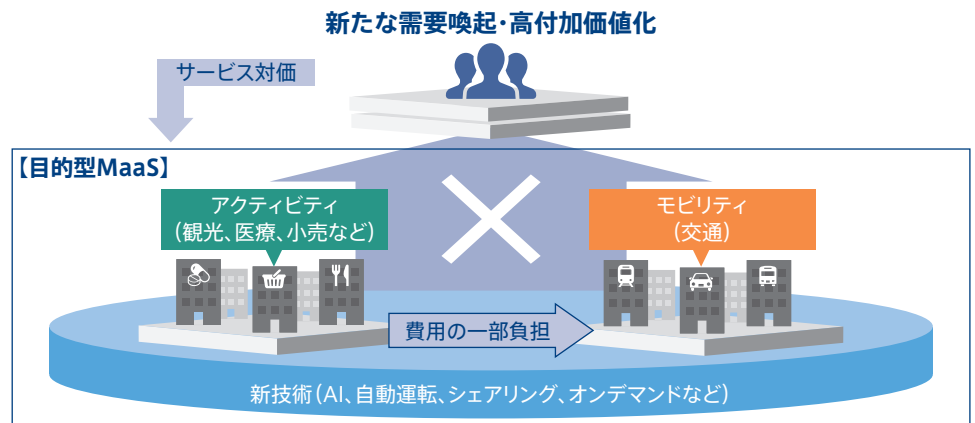 新たな需要喚起・高付加価値化
サービス対価
【目的型MaaS】
アクティビティ
（観光、医療、小売など）
モビリティ
（交通）
費用の一部負担
新技術（AI、自動運転、シェアリング、オンデマンドなど）